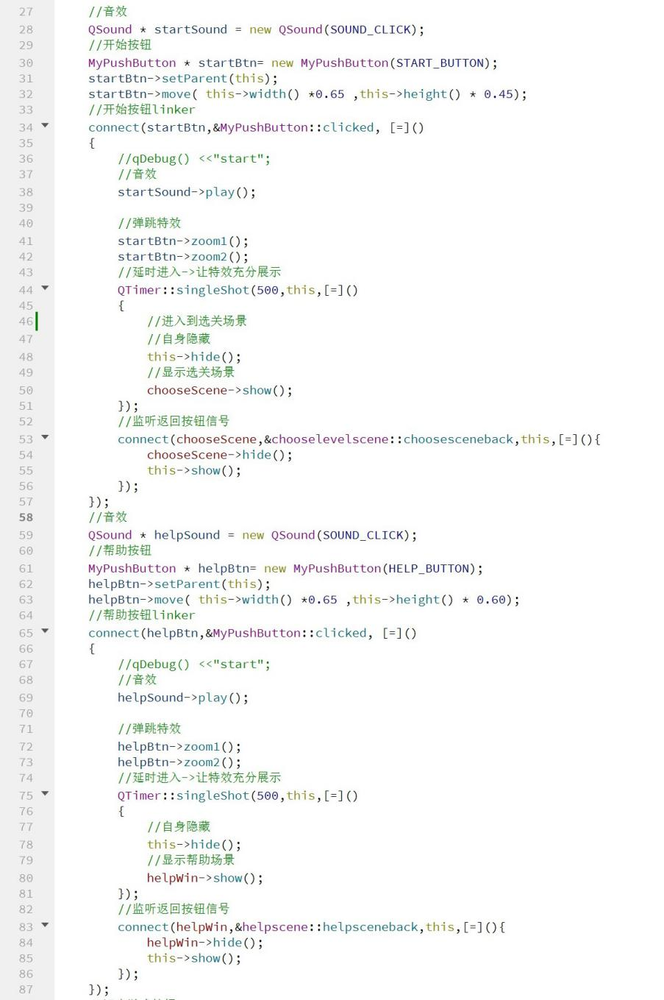 27 //音效
28 QSound * startSound = new QSound(SOUND_CLICK);
29 //开始按钮
30 MyPushButton * startBtn= new MyPushButton(START_BUTTON);
31 startBtn->setParent(this);
32 startBtn->move( this->width() *0.65 ,this->height() * 0.45);
33 //开始按钮linker
34 connect(startBtn,&MyPushButton::clicked, [=]()
35 {
36 //qDebug() <<"start";
37 //音效
38 startSound->play();
39
40 //弹跳特效
41 startBtn->zoom1();
42 startBtn->zoom2();
43 //延时进入->让特效充分展示
44 QTimer::singleShot(500,this,[=]()
45 {
46 //进入到选关场景
47 //自身隐藏
48 this->hide();
49 //显示选关场景
50 chooseScene->show();
51 });
52 //监听返回按钮信号
53 connect(chooseScene,&chooselevelscene::choosesceneback,this,[=](){
54 chooseScene->hide();
55 this->show();
56 });
57 });
58 //音效
59 QSound * helpSound = new QSound(SOUND_CLICK);
60 //帮助按钮
61 MyPushButton * helpBtn= new MyPushButton(HELP_BUTTON);
62 helpBtn->setParent(this);
63 helpBtn->move( this->width() *0.65 ,this->height() * 0.60);
64 //帮助按钮linker
65 connect(helpBtn,&MyPushButton::clicked, [=]()
66 {
67 //qDebug() <<"start";
68 //音效
69 helpSound->play();
70
71 //弹跳特效
72 helpBtn->zoom1();
73 helpBtn->zoom2();
74 //延时进入->让特效充分展示
75 QTimer::singleShot(500,this,[=]()
76 {
77 //自身隐藏
78 this->hide();
79 //显示帮助场景
80 helpWin->show();
81 });
82 //监听返回按钮信号
83 connect(helpWin,&helpscene::helpsceneback,this,[=](){
84 helpWin->hide();
85 this->show();
86 });
87 });